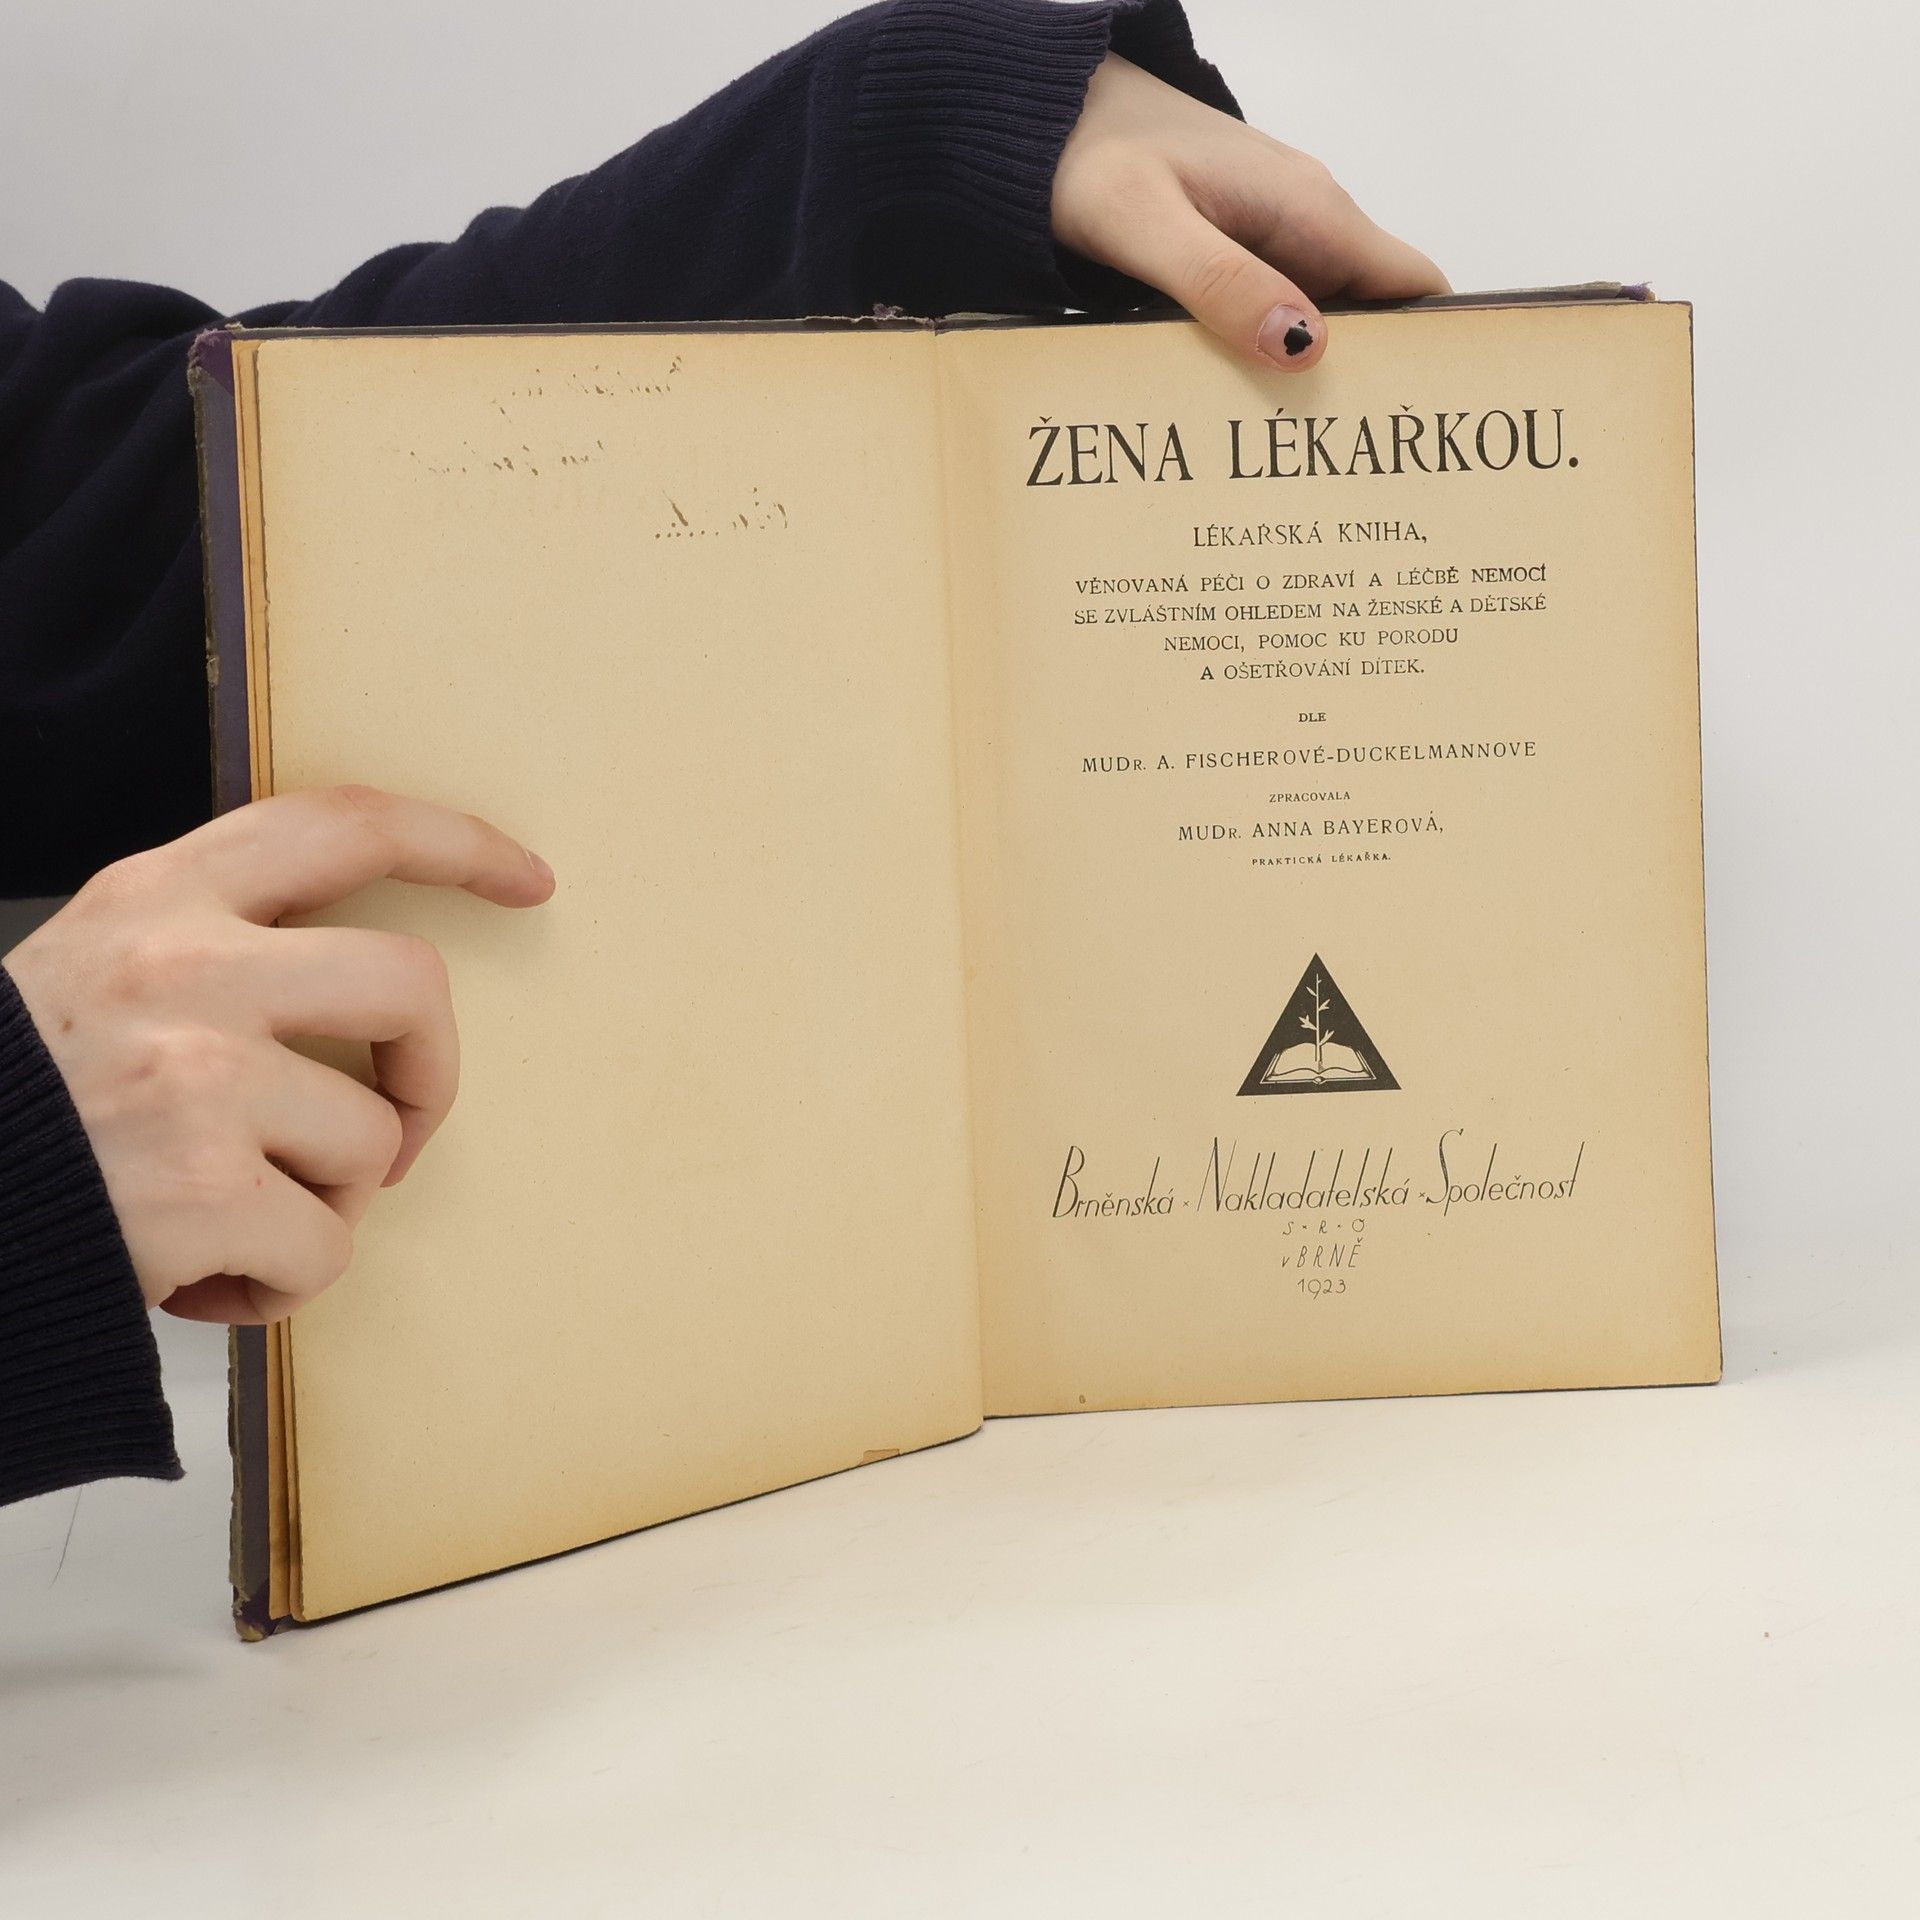 ŽENA LÉKAŘKOU.
LÉKAŘSKÁ KNIHA,
VĚNOVANÁ PÉČI O ZDRAVÍ A LÉČBĚ NEMOCÍ
SE ZVLÁŠTNÍM OHLEDEM NA ŽENSKÉ A DĚTSKÉ
NEMOCI, POMOC KU PORODU
A OŠETŘOVÁNÍ DÍTEK.
DLE
MUDR. A. FISCHEROVÉ-DUCKELMANNOVE
ZPRACOVALA
MUDR. ANNA BAYEROVÁ,
PRAKTICKÁ LÉKAŘKA.
Brněnská × Nakladatelská × Společnost
S × R × O
v BRNĚ
1923